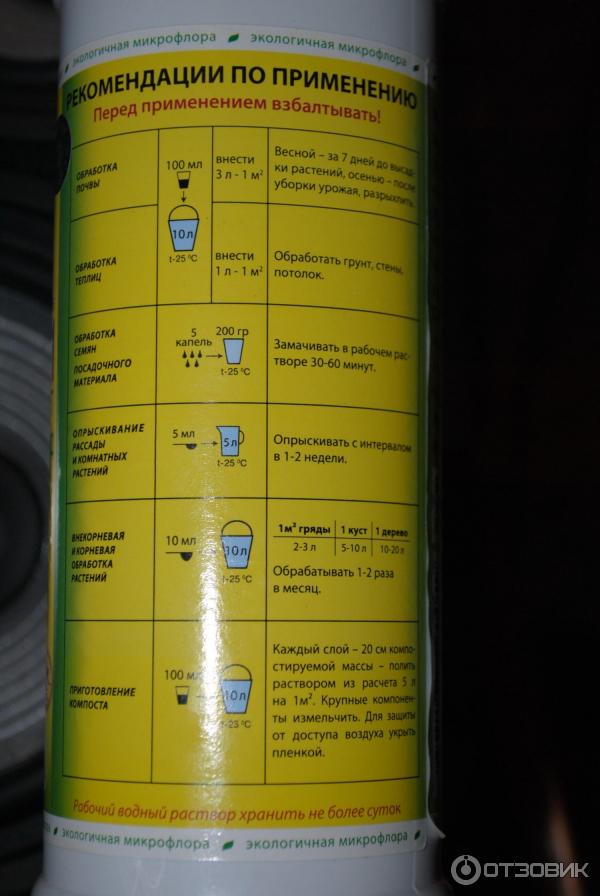 экологичная микрофлора экологичная микрофлора
РЕКОМЕНДАЦИИ ПО ПРИМЕНЕНИЮ
Перед применением взбалтывать!
ОБРАБОТКА
ПОЧВЫ
100 мл
10 л
t-25 °C
внести
3 л - 1 м²
Весной – за 7 дней до высад-
ки растений, осенью – после
уборки урожая, разрыхлить.
ОБРАБОТКА
ТЕПЛИЦ
внести
1 л - 1 м²
Обработать грунт, стены,
потолок.
ОБРАБОТКА
СЕМЯН
ПОСАДОЧНОГО
МАТЕРИАЛА
5
капель
200 гр
t-25 °C
Замачивать в рабочем рас-
творе 30-60 минут.
ОПРЫСКИВАНИЕ
РАССАДЫ
И КОМНАТНЫХ
РАСТЕНИЙ
5 мл
5 л
t-25 °C
Опрыскивать с интервалом
в 1-2 недели.
ВНЕКОРНЕВАЯ
И КОРНЕВАЯ
ОБРАБОТКА
РАСТЕНИЙ
10 мл
10 л
t-25 °C
1м² гряды 1 куст 1 дерево
2-3 л 5-10 л 10-20 л
Обрабатывать 1-2 раза
в месяц.
ПРИГОТОВЛЕНИЕ
КОМПОСТА
100 мл
10 л
t-23 °C
Каждый слой – 20 см компо-
стируемой массы – полить
раствором из расчета 5 л
на 1м². Крупные компонен-
ты измельчить. Для защиты
от доступа воздуха укрыть
пленкой.
Рабочий водный раствор хранить не более суток
экологичная микрофлора экологичная микрофлора
ОТЗОВИК